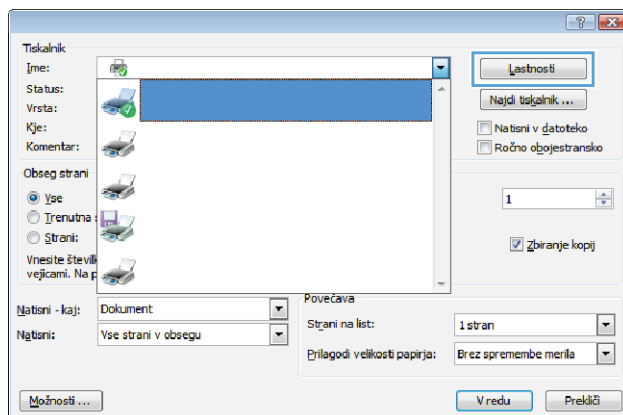 Tiskalnik
Ime:
Lastnosti
Status:
Najdi tiskalnik ...
Vrsta:
Kje:
Natisni v datoteko
Komentar:
Ročno obojestransko
Obseg strani
Vse
1
Trenutna
Strani:
Zbiranje kopij
Vnesite števil
vejicami. Na p
Povečava
Natisni - kaj:
Dokument
Strani na list:
1 stran
Natisni:
Vse strani v obsegu
Prilagodi velikosti papirja:
Brez spremembe merila
Možnosti ...
V redu
Prekliči